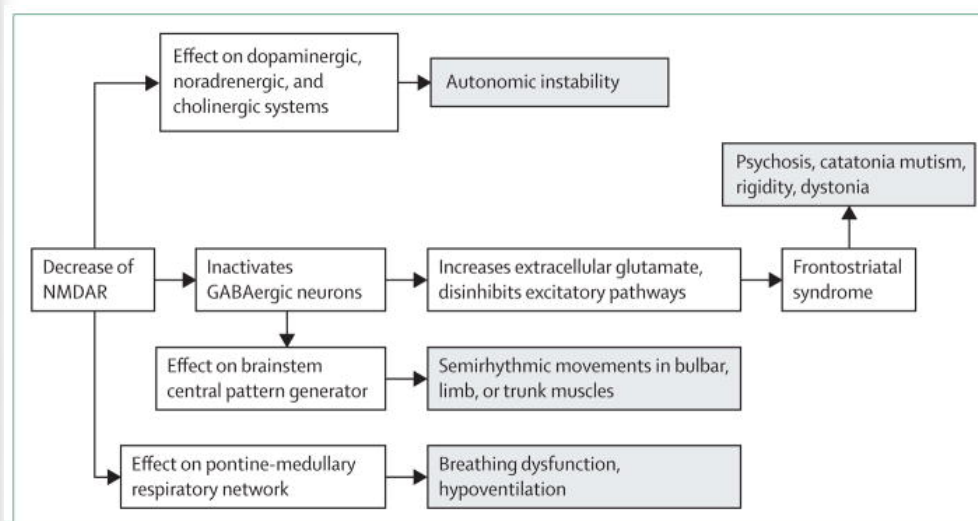 Effect on dopaminergic,
noradrenergic, and
cholinergic systems
Autonomic instability
Psychosis, catatonia mutism,
rigidity, dystonia
Decrease of
NMDAR
Inactivates
GABAergic neurons
Increases extracellular glutamate,
disinhibits excitatory pathways
Frontostriatal
syndrome
Effect on brainstem
central pattern generator
Semirhythmic movements in bulbar,
limb, or trunk muscles
Effect on pontine-medullary
respiratory network
Breathing dysfunction,
hypoventilation